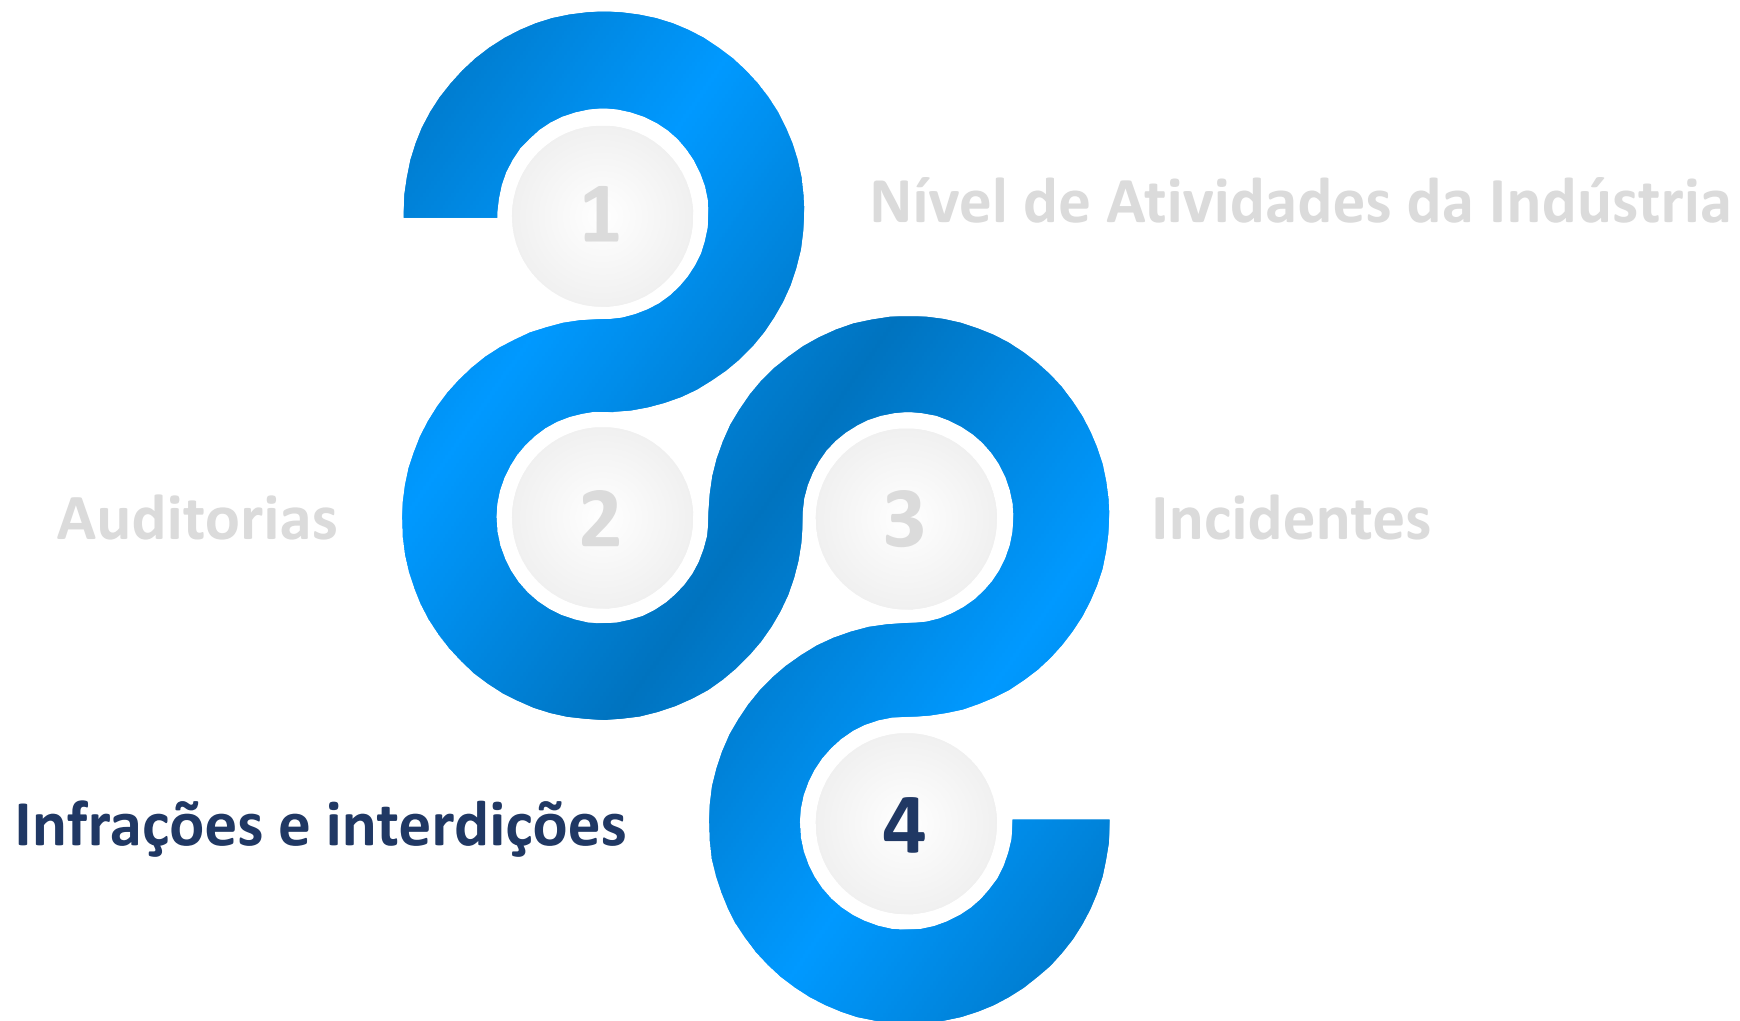 1
Nível de Atividades da Indústria
Auditorias
2
3
Incidentes
Infrações e interdições
4